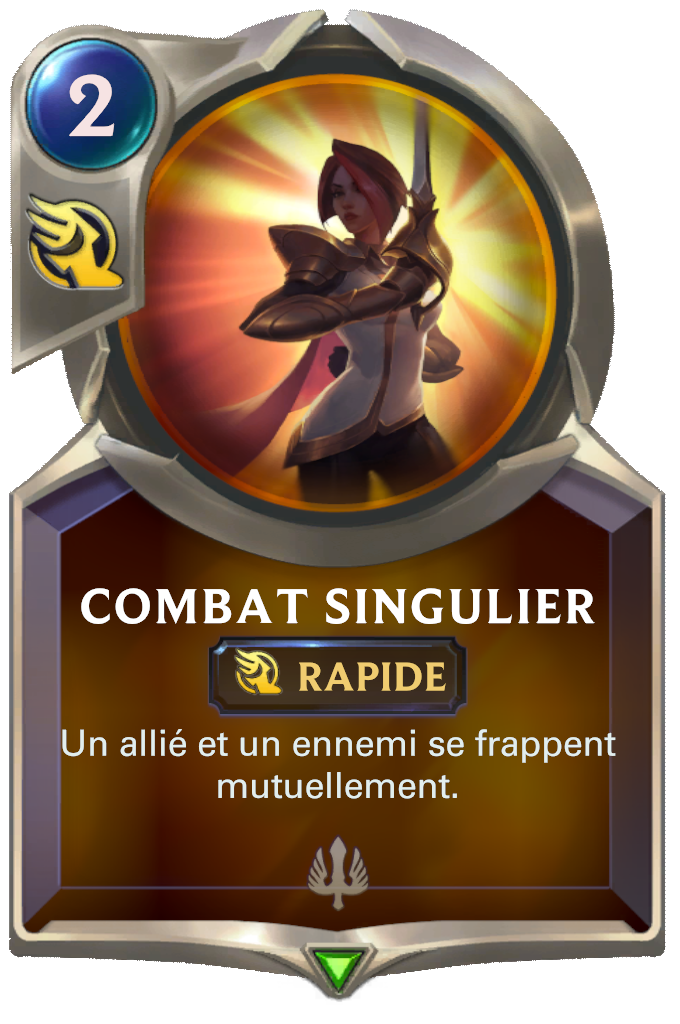 2
COMBAT SINGULIER
RAPIDE
Un allié et un ennemi se frappent
mutuellement.